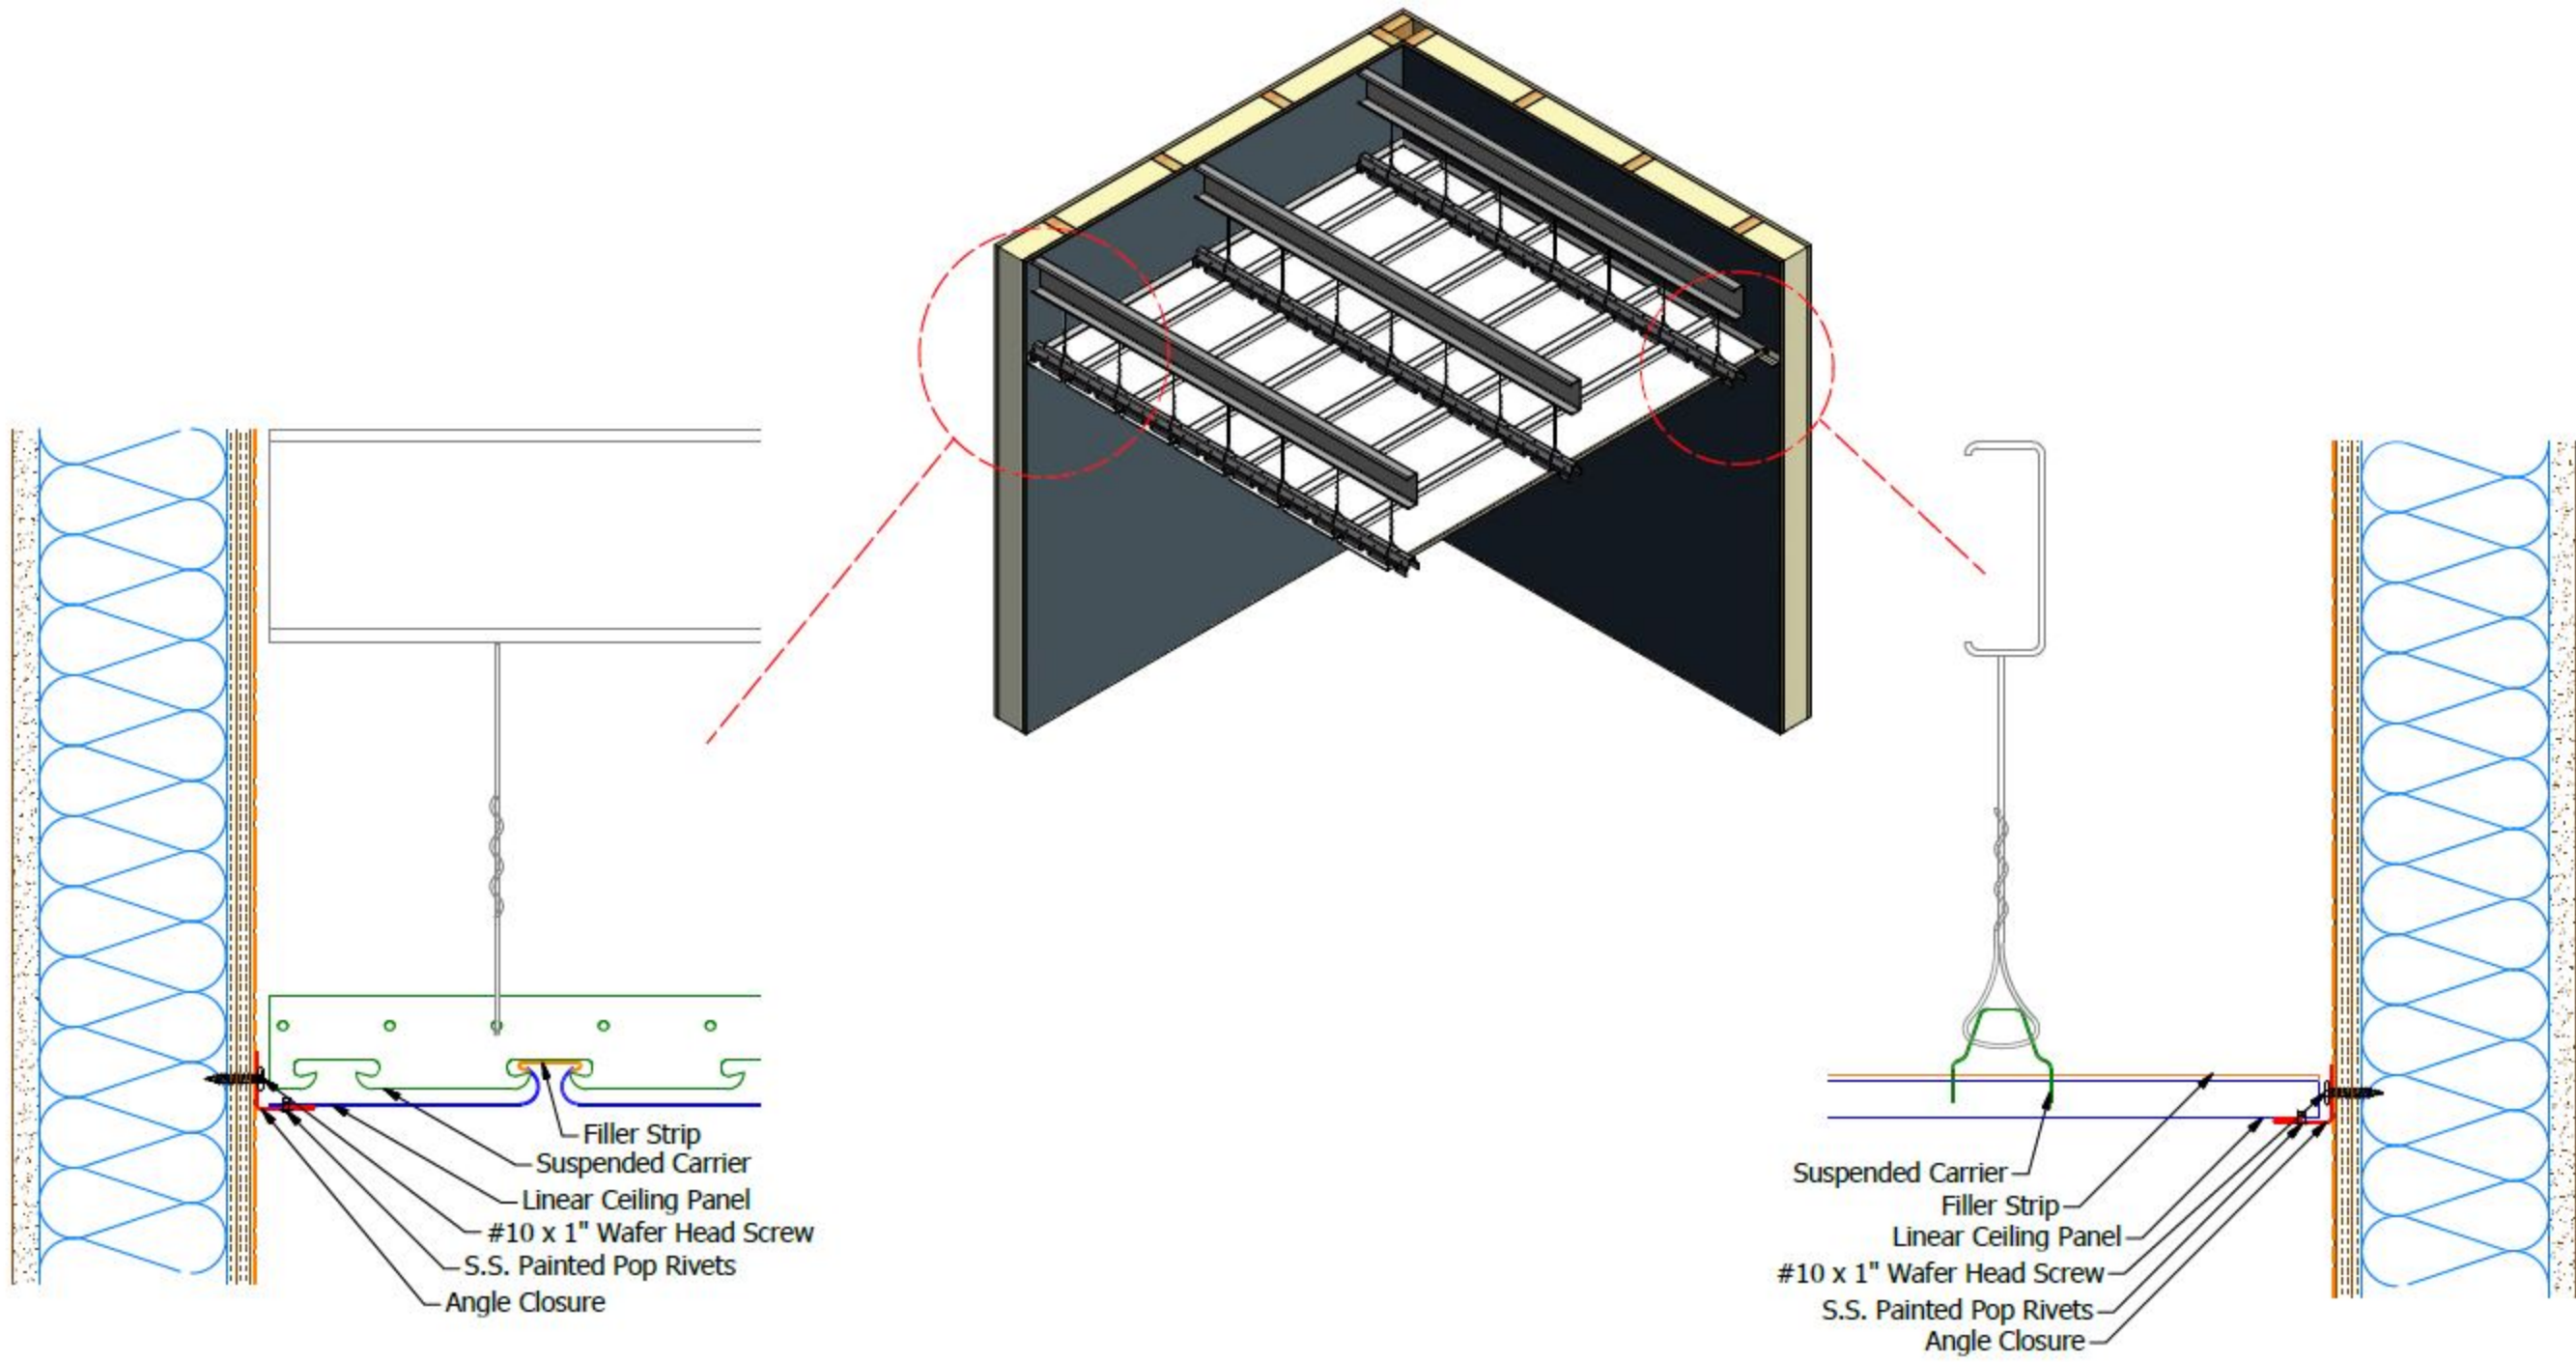 Filler Strip
Suspended Carrier
Linear Ceiling Panel
#10 x 1" Wafer Head Screw
S.S. Painted Pop Rivets
Angle Closure
Suspended Carrier
Filler Strip
Linear Ceiling Panel
#10 x 1" Wafer Head Screw
S.S. Painted Pop Rivets
Angle Closure